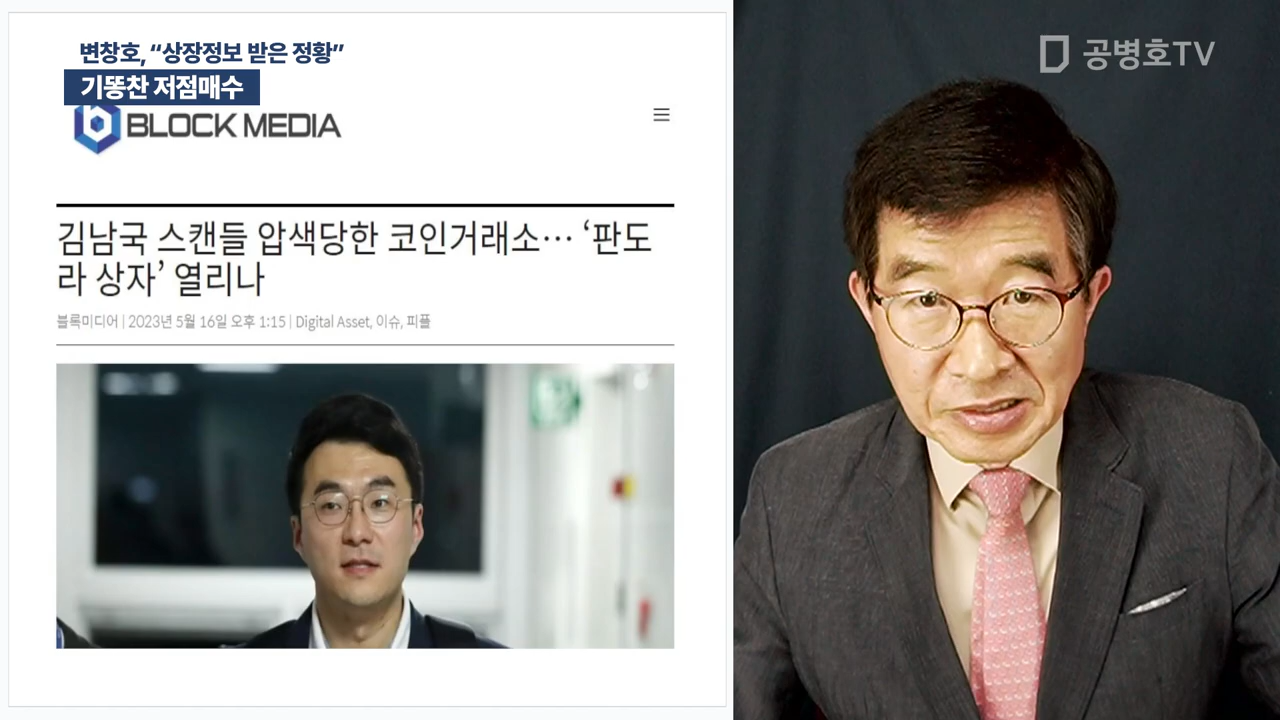 변창호, “상장정보 받은 정황”
기똥찬 저점매수
BLOCK MEDIA
김남국 스캔들 압색당한 코인거래소… ‘판도
라 상자’ 열리나
블록미디어 | 2023년 5월 16일 오후 1:15 | Digital Asset, 이슈, 피플
공병호TV